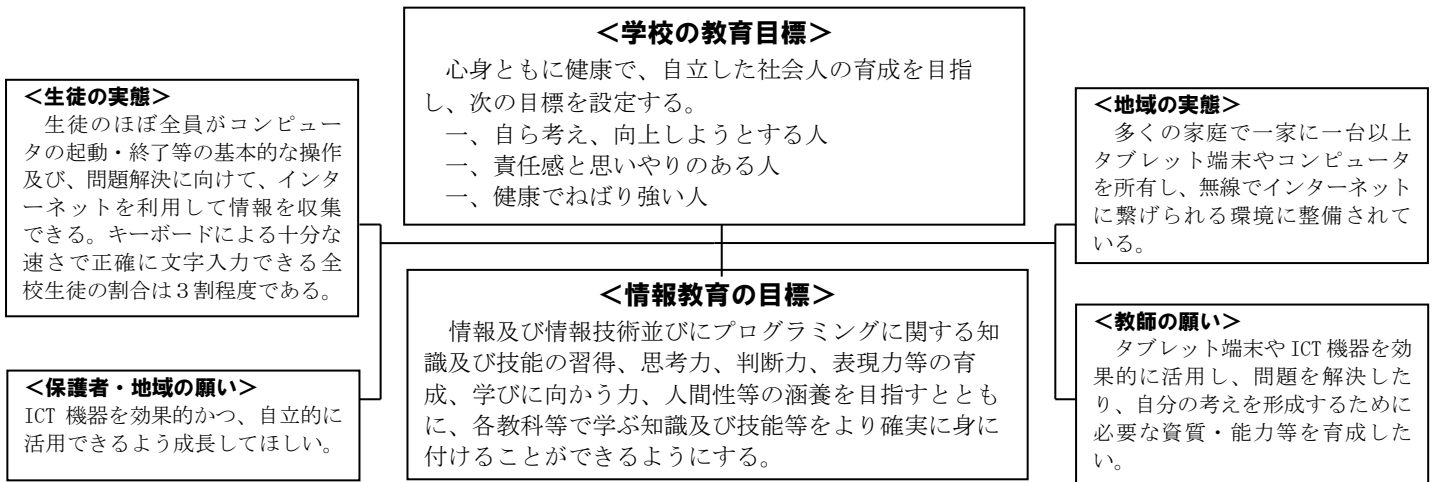 ＜学校の教育目標＞
　心身ともに健康で、自立した社会人の育成を目指
し、次の目標を設定する。
　一、自ら考え、向上しようとする人
　一、責任感と思いやりのある人
　一、健康でねばり強い人
＜生徒の実態＞
　生徒のほぼ全員がコンピュー
タの起動・終了等の基本的な操作
及び、問題解決に向けて、インタ
ーネットを利用して情報を収集
できる。キーボードによる十分な
速さで正確に文字入力できる全
校生徒の割合は３割程度である。
＜地域の実態＞
　多くの家庭で一家に一台以上
タブレット端末やコンピュータ
を所有し、無線でインターネット
に繋げられる環境に整備されて
いる。
＜情報教育の目標＞
　情報及び情報技術並びにプログラミングに関する知
識及び技能の習得、思考力、判断力、表現力等の育
成、学びに向かう力、人間性等の涵養を目指すととも
に、各教科等で学ぶ知識及び技能等をより確実に身に
付けることができるようにする。
＜保護者・地域の願い＞
ICT 機器を効果的かつ、自立的に
活用できるよう成長してほしい。
＜教師の願い＞
　タブレット端末や ICT 機器を効
果的に活用し、問題を解決した
り、自分の考えを形成するために
必要な資質・能力等を育成した
い。